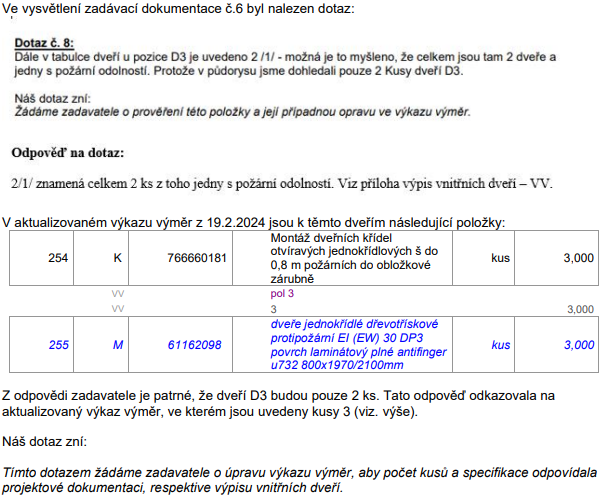 Ve vysvětlení zadávací dokumentace č.6 byl nalezen dotaz:
Dotaz č. 8:
Dále v tabulce dveří u pozice D3 je uvedeno 2 /1/ - možná je to myšleno, že celkem jsou tam 2 dveře a
jedny s požární odolností. Protože v půdorysu jsme dohledali pouze 2 Kusy dveří D3.
Náš dotaz zní:
Žádáme zadavatele o prověření této položky a její případnou opravu ve výkazu výměr.
Odpověď na dotaz:
2/1/ znamená celkem 2 ks z toho jedny s požární odolností. Viz příloha výpis vnitřních dveří – VV.
V aktualizovaném výkazu výměr z 19.2.2024 jsou k těmto dveřím následující položky:
254 K 766660181 Montáž dveřních křídel
otvíravých jednokřídlových š do
0,8 m požárních do obložkové
zárubně kus 3,000
VV pol 3
VV 3 3,000
255 M 61162098 dveře jednokřídlé dřevotřískové
protipožární EI (EW) 30 DP3
povrch laminátový plné antifinger
u732 800x1970/2100mm kus 3,000
Z odpovědi zadavatele je patrné, že dveří D3 budou pouze 2 ks. Tato odpověď odkazovala na
aktualizovaný výkaz výměr, ve kterém jsou uvedeny kusy 3 (viz. výše).
Náš dotaz zní:
Tímto dotazem žádáme zadavatele o úpravu výkazu výměr, aby počet kusů a specifikace odpovídala
projektové dokumentaci, respektive výpisu vnitřních dveří.